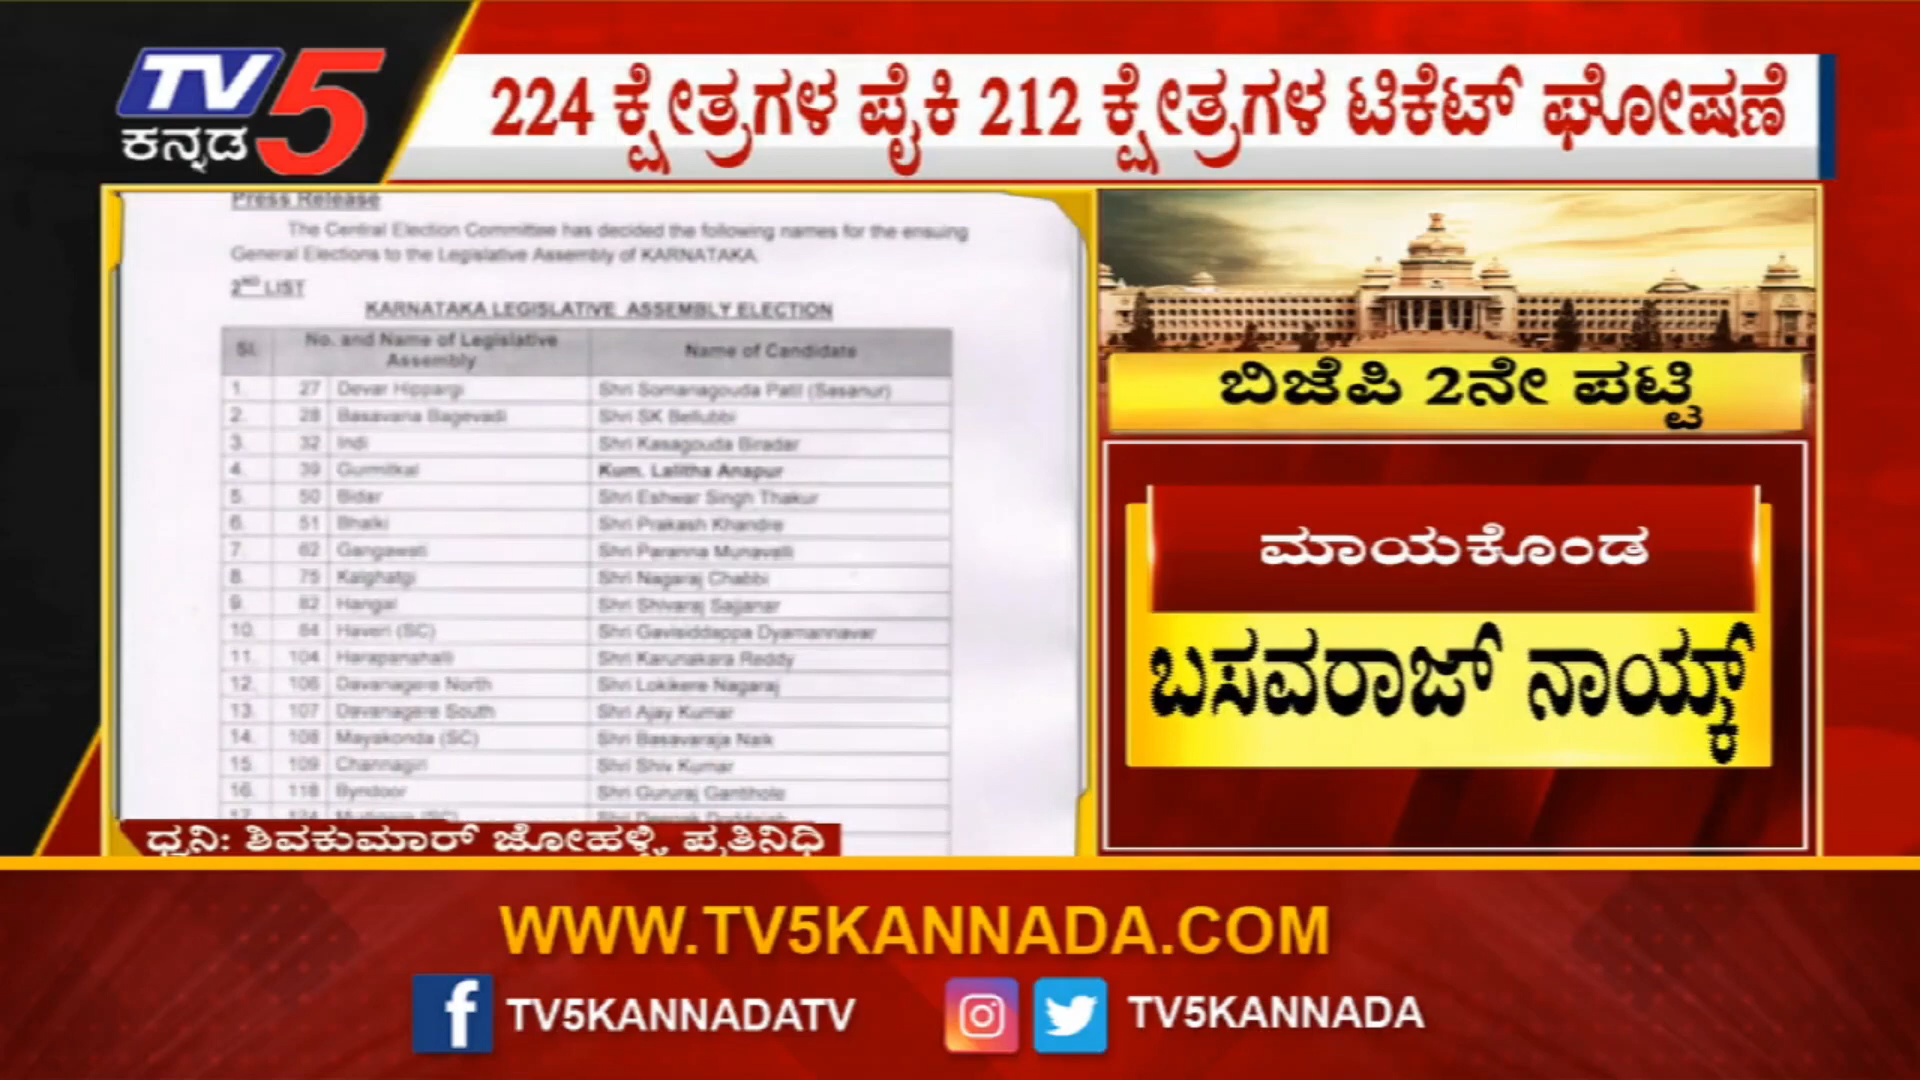 TV5
ಕನ್ನಡ
224 ಕ್ಷೇತ್ರಗಳ ಪೈಕಿ 212 ಕ್ಷೇತ್ರಗಳ ಟಿಕೆಟ್ ಘೋಷಣೆ
Press Release
The Central Election Committee has decided the following names for the ensuing
General Elections to the Legislative Assembly of KARNATAKA.
2ND LIST
KARNATAKA LEGISLATIVE ASSEMBLY ELECTION
Sl. No. and Name of Legislative Assembly Name of Candidate
1. 27 Devar Hippargi Shri Somanagouda Patil (Sasanur)
2. 28 Basavana Bagevadi Shri SK Bellubbi
3. 32 Indi Shri Kasagouda Biradar
4. 39 Gurmitkal Kum. Lalitha Anapur
5. 50 Bidar Shri Eshwar Singh Thakur
6. 51 Bhalki Shri Prakash Khandre
7. 62 Gangawati Shri Paranna Munavalli
8. 75 Kalghatgi Shri Nagaraj Chabbi
9. 82 Hangal Shri Shivaraj Sajjanar
10. 84 Haveri (SC) Shri Gavisiddappa Dyamannavar
11. 104 Harapanahalli Shri Karunakara Reddy
12. 106 Davanagere North Shri Lokikere Nagaraj
13. 107 Davanagere South Shri Ajay Kumar
14. 108 Mayakonda (SC) Shri Basavaraja Naik
15. 109 Channagiri Shri Shiv Kumar
16. 118 Byndoor Shri Gururaj Gantihole
ಧ್ವನಿ: ಶಿವಕುಮಾರ್ ಜೋಹಳ್ಳಿ, ಪ್ರತಿನಿಧಿ
ಬಿಜೆಪಿ 2ನೇ ಪಟ್ಟಿ
ಮಾಯಕೊಂಡ
ಬಸವರಾಜ್ ನಾಯ್ಕ್
WWW.TV5KANNADA.COM
TV5KANNADATV
TV5KANNADA